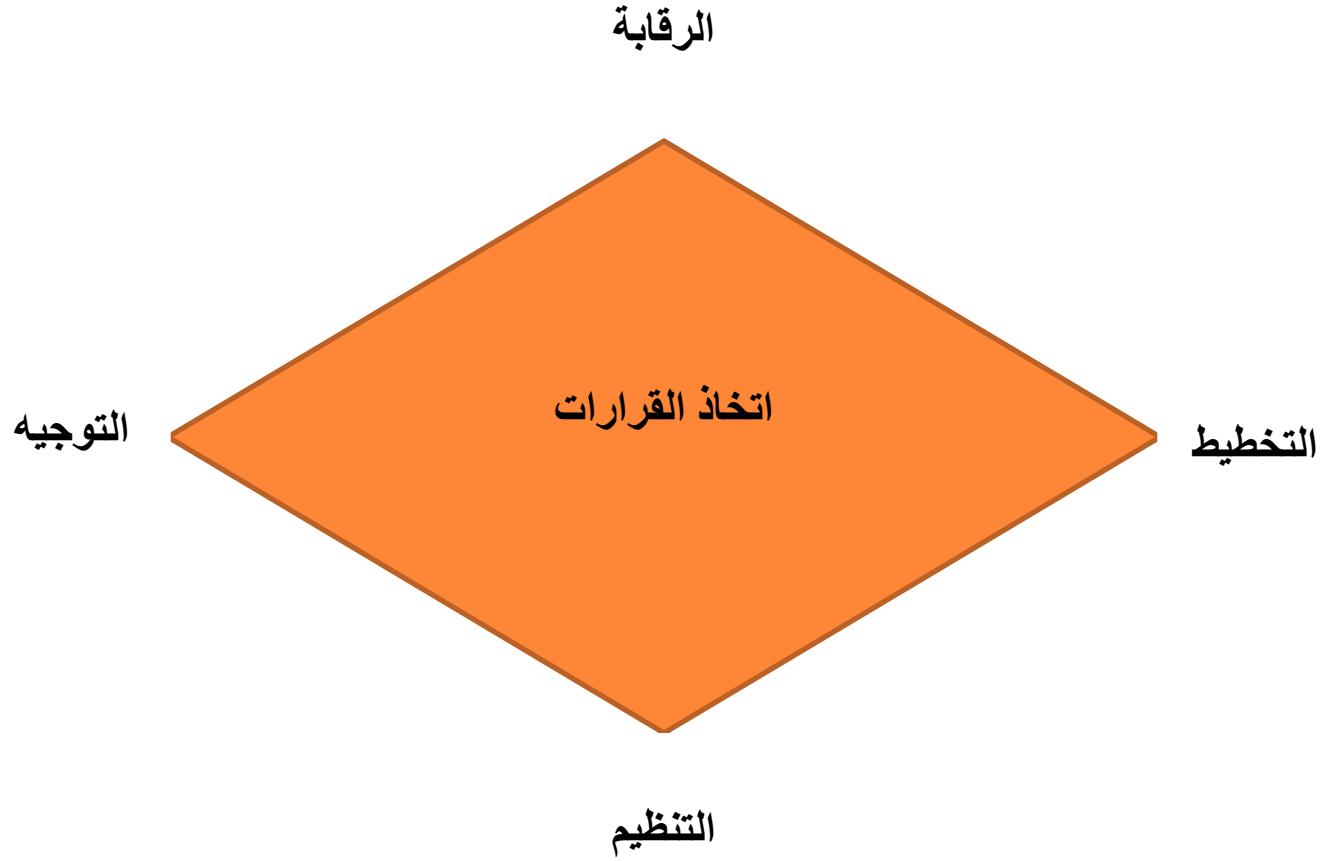 الرقابة
اتخاذ القرارات
التخطيط
التوجيه
التنظيم